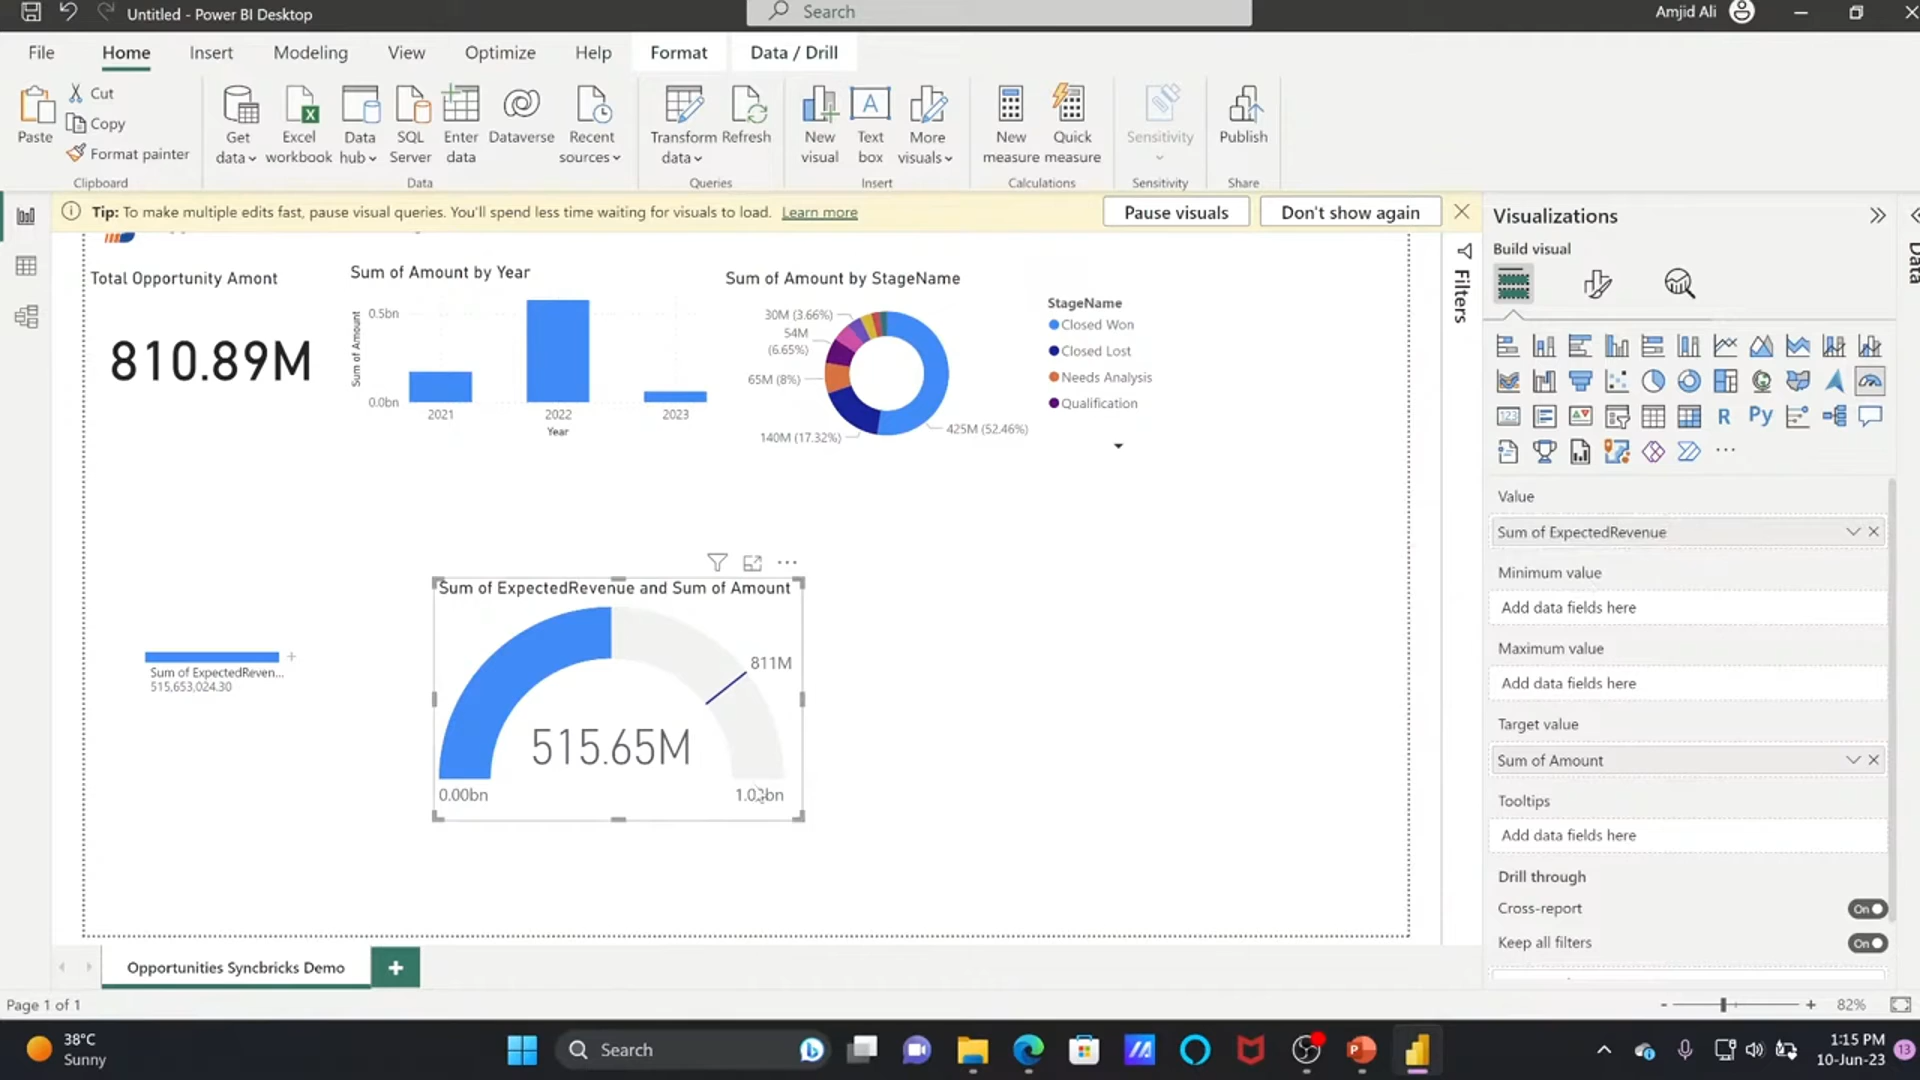 Untitled - Power BI Desktop
Search
Amjid Ali
File
Home
Insert
Modeling
View
Optimize
Help
Format
Data / Drill
Paste
Cut
Copy
Format painter
Clipboard
Get data
Excel workbook
Data hub
SQL Server
Enter data
Dataverse
Recent sources
Data
Transform data
Refresh
Queries
New visual
Text box
More visuals
Insert
New measure
Quick measure
Calculations
Sensitivity
Sensitivity
Publish
Share
Tip: To make multiple edits fast, pause visual queries. You'll spend less time waiting for visuals to load. Learn more
Pause visuals
Don't show again
Total Opportunity Amont
810.89M
Sum of Amount by Year
Sum of Amount
0.5bn
0.0bn
2021
2022
2023
Year
Sum of Amount by StageName
30M (3.66%)
54M
(6.65%)
65M (8%)
140M (17.32%)
425M (52.46%)
StageName
Closed Won
Closed Lost
Needs Analysis
Qualification
Sum of ExpectedReven...
515,653,024.30
Sum of ExpectedRevenue and Sum of Amount
811M
515.65M
0.00bn
Filters
Visualizations
Build visual
Data
123
R
Py
Value
Sum of ExpectedRevenue
Minimum value
Add data fields here
Maximum value
Add data fields here
Target value
Sum of Amount
Tooltips
Add data fields here
Drill through
Cross-report
On
Keep all filters
On
Opportunities Syncbricks Demo
Page 1 of 1
82%
38°C
Sunny
Search
1:15 PM
10-Jun-23
13